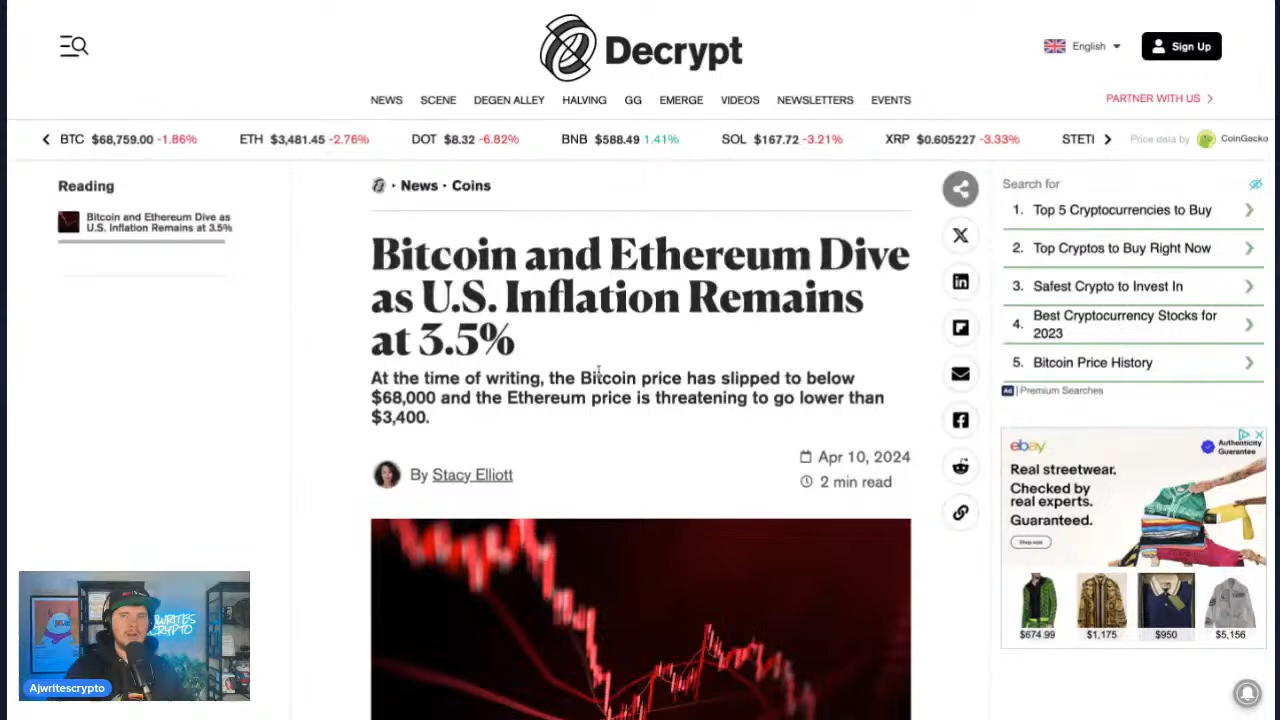 Decrypt
English
Sign Up
NEWS SCENE DEGEN ALLEY HALVING GG EMERGE VIDEOS NEWSLETTERS EVENTS
PARTNER WITH US
BTC $68,759.00 -1.86% ETH $3,481.45 -2.76% DOT $8.32 -6.82% BNB $588.49 1.41% SOL $167.72 -3.21% XRP $0.605227 -3.33% STETI
Price data by CoinGecko
Reading
Bitcoin and Ethereum Dive as
U.S. Inflation Remains at 3.5%
· News · Coins
Bitcoin and Ethereum Dive
as U.S. Inflation Remains
at 3.5%
At the time of writing, the Bitcoin price has slipped to below
$68,000 and the Ethereum price is threatening to go lower than
$3,400.
By Stacy Elliott
Apr 10, 2024
2 min read
Search for
1. Top 5 Cryptocurrencies to Buy
2. Top Cryptos to Buy Right Now
3. Safest Crypto to Invest In
4. Best Cryptocurrency Stocks for
2023
5. Bitcoin Price History
Ad | Premium Searches
ebay
Authenticity
Guarantee
Real streetwear.
Checked by
real experts.
Guaranteed.
Shop now
$674.99 $1,175 $950 $5,156
WRITES
CRYPTO
Ajwritescrypto